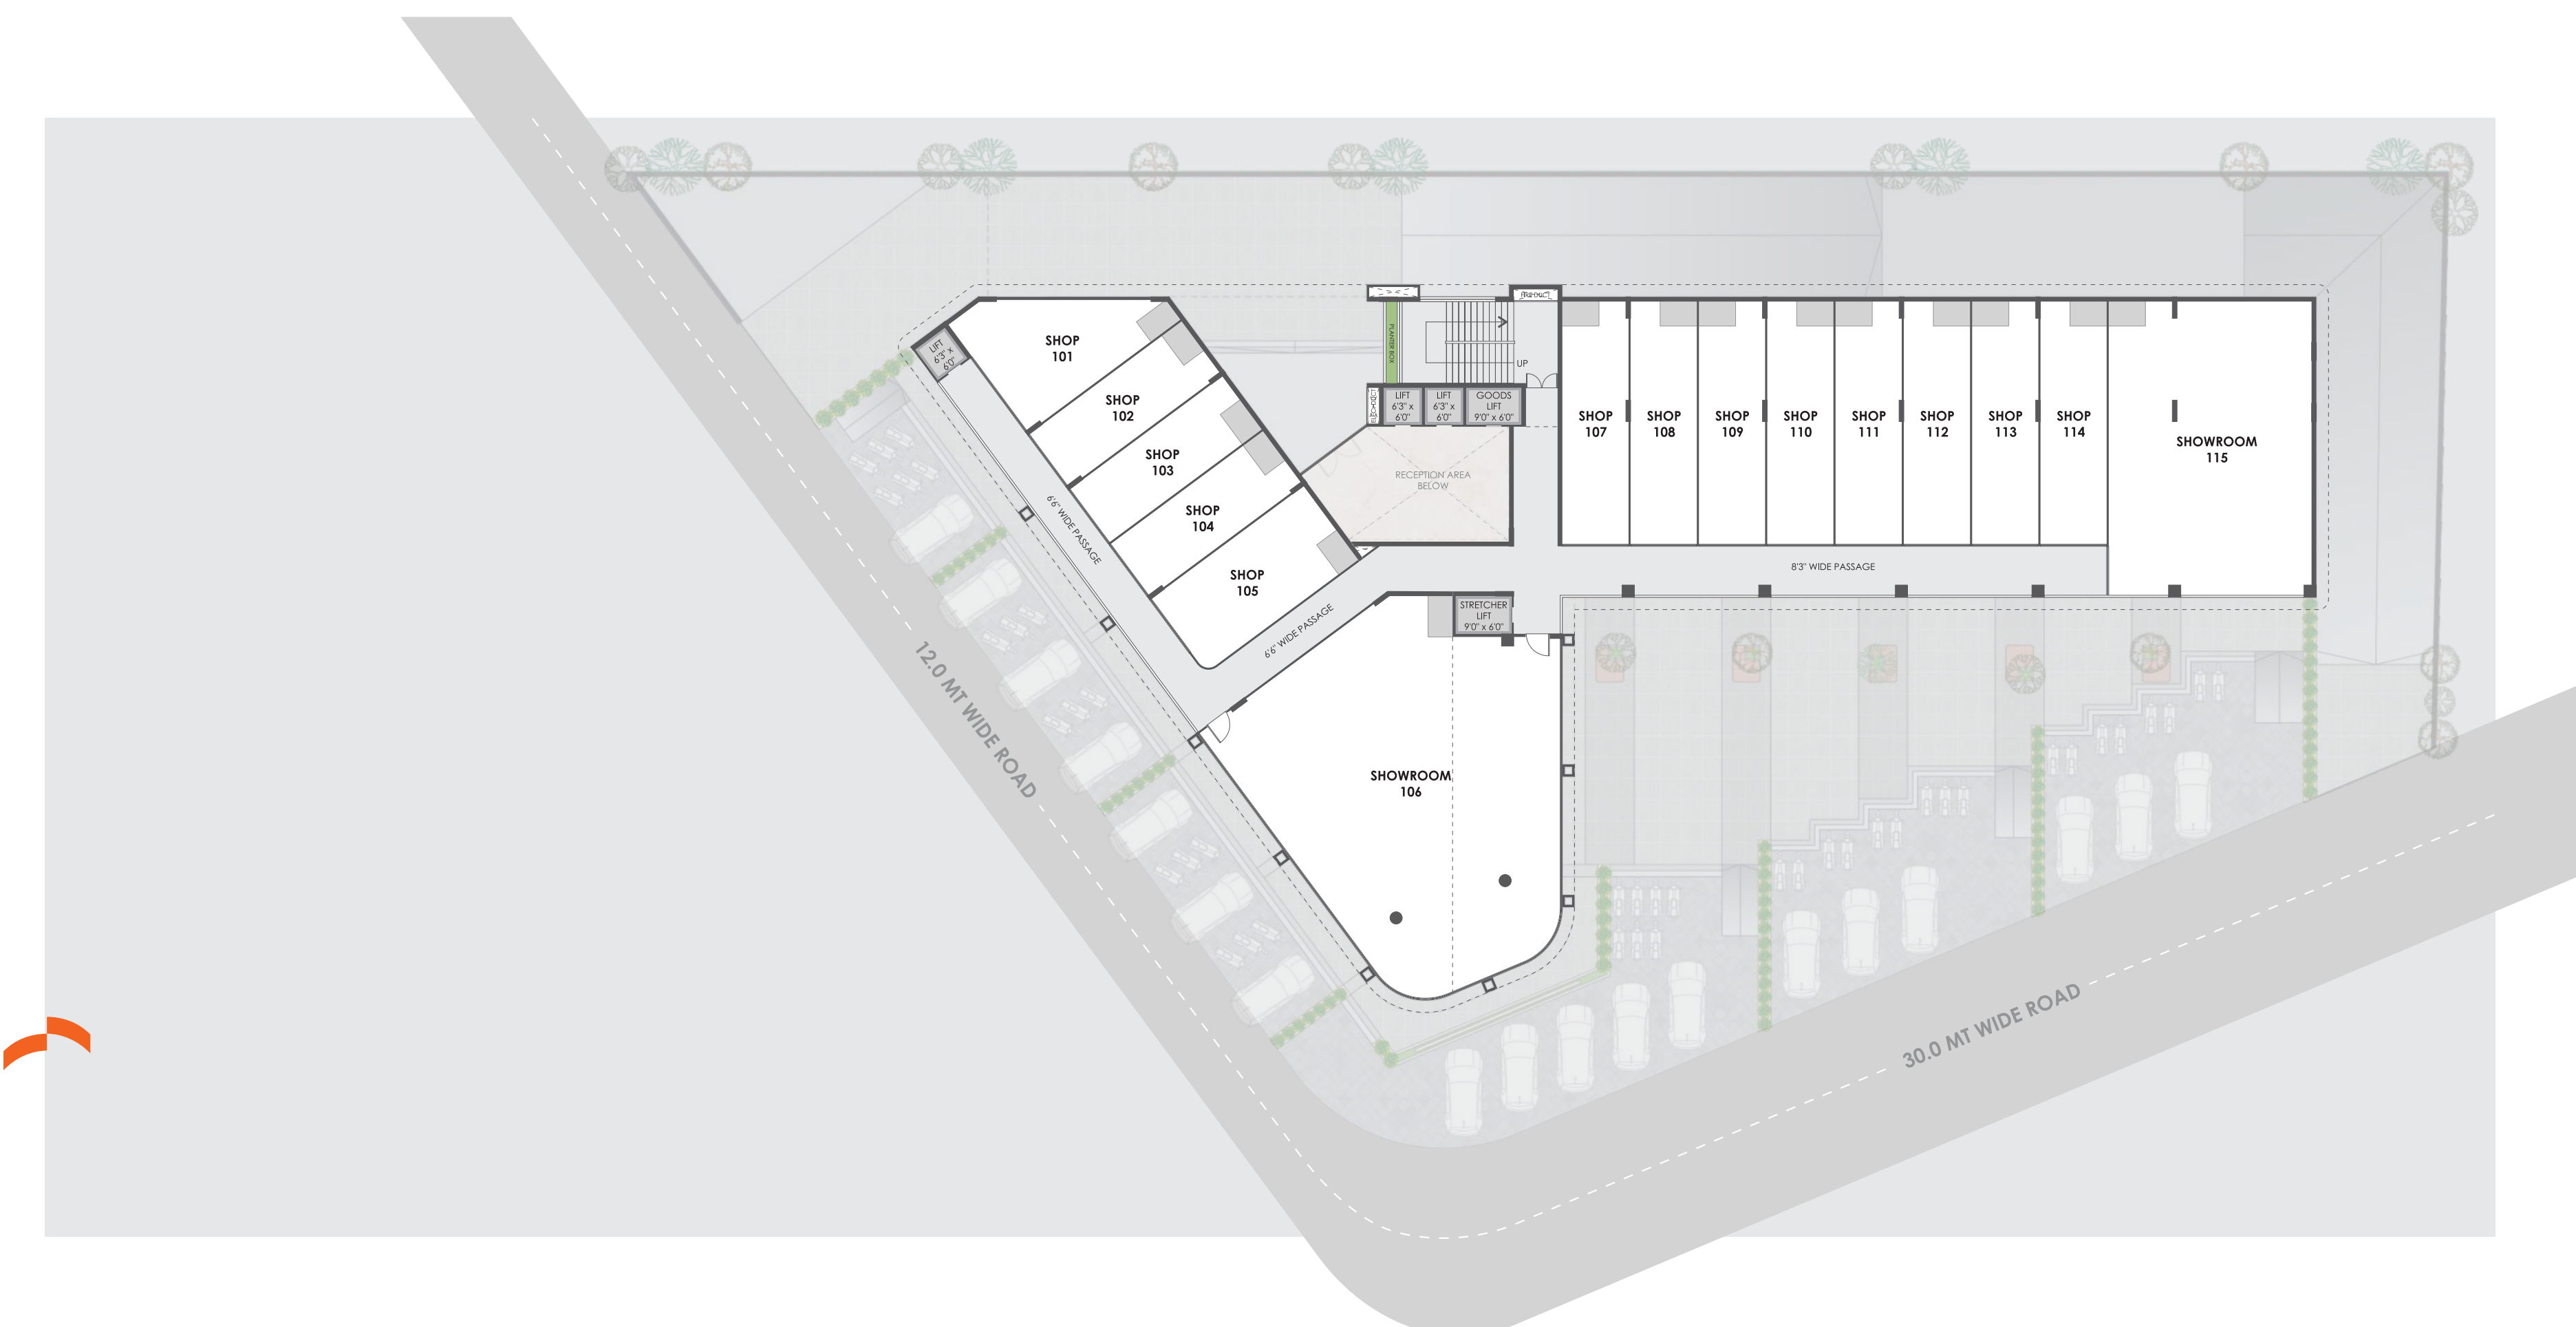 SHOP
101
SHOP
102
SHOP
103
SHOP
104
SHOP
105
LIFT
6'3" x
6'0"
6'6" WIDE PASSAGE
6'6" WIDE PASSAGE
PLANTER BOX
UP
LIFT
6'3" x
6'0"
LIFT
6'3" x
6'0"
GOODS
LIFT
9'0" x 6'0"
RECEPTION AREA
BELOW
STRETCHER
LIFT
9'0" x 6'0"
SHOWROOM
106
SHOP
107
SHOP
108
SHOP
109
SHOP
110
SHOP
111
SHOP
112
SHOP
113
SHOP
114
SHOWROOM
115
8'3" WIDE PASSAGE
12.0 MT WIDE ROAD
30.0 MT WIDE ROAD